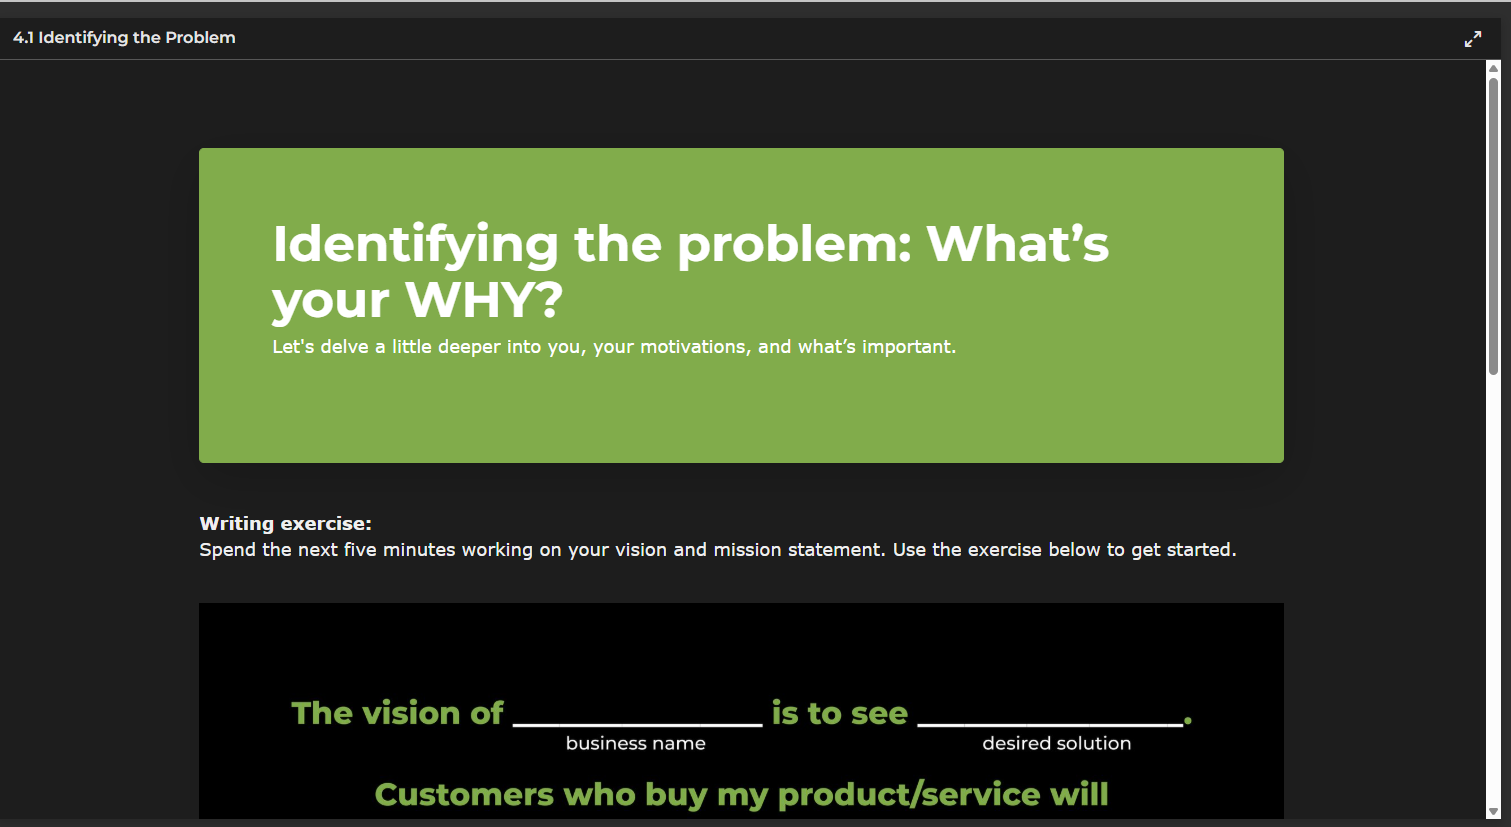 4.1 Identifying the Problem
Identifying the problem: What’s
your WHY?
Let's delve a little deeper into you, your motivations, and what’s important.
Writing exercise:
Spend the next five minutes working on your vision and mission statement. Use the exercise below to get started.
The vision of ________________ is to see _________________.
business name desired solution
Customers who buy my product/service will